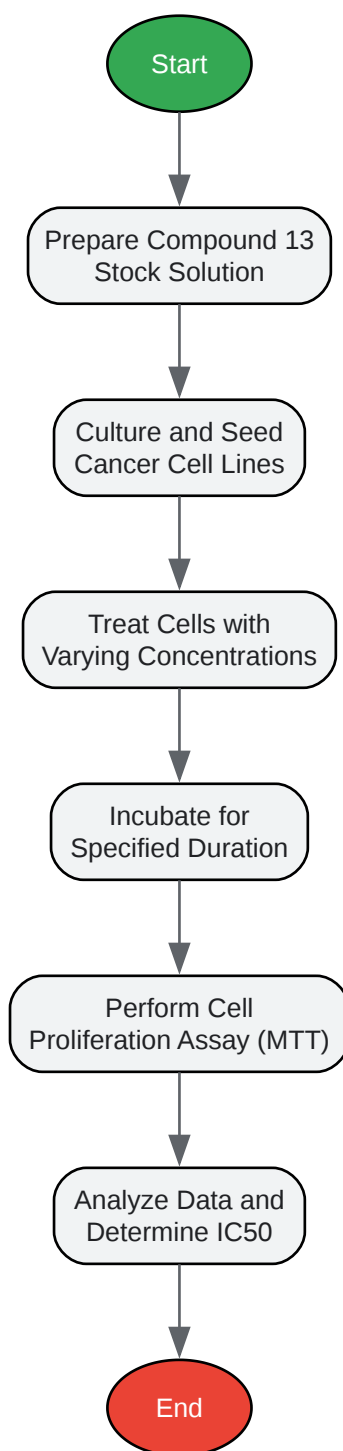 Start
Prepare Compound 13
Stock Solution
Culture and Seed
Cancer Cell Lines
Treat Cells with
Varying Concentrations
Incubate for
Specified Duration
Perform Cell
Proliferation Assay (MTT)
Analyze Data and
Determine IC50
End